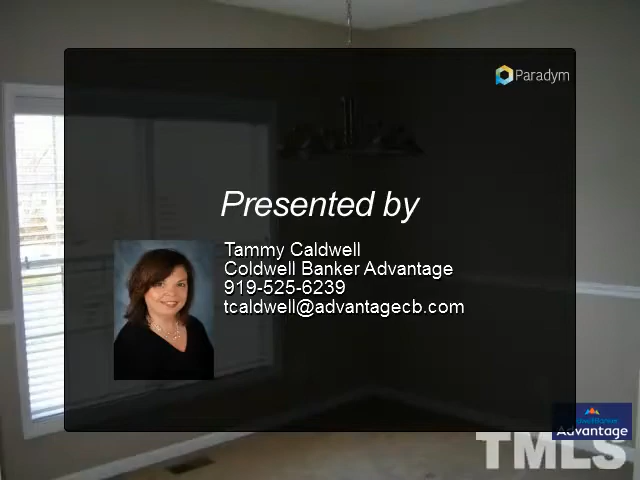 Paradym
Presented by
Tammy Caldwell
Coldwell Banker Advantage
919-525-6239
tcaldwell@advantagecb.com
Advantage
TMLS